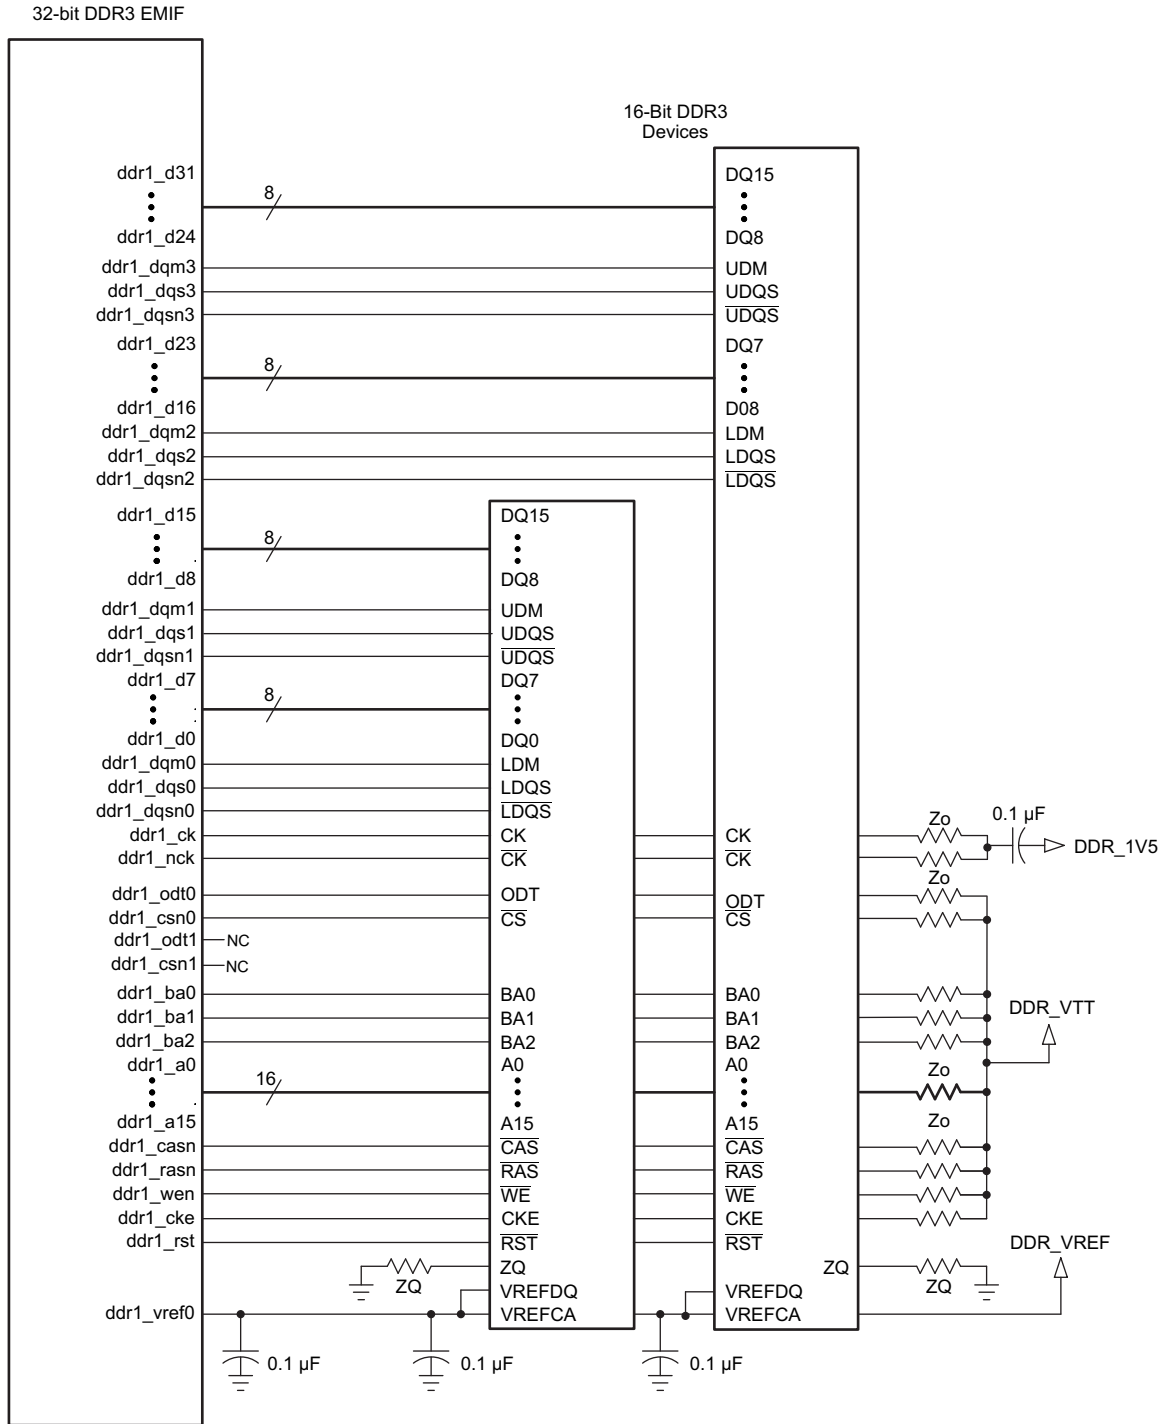 32-bit DDR3 EMIF
16-Bit DDR3
Devices
ddr1_d31
8
DQ15
ddr1_d24
DQ8
ddr1_dqm3
UDM
ddr1_dqs3
UDQS
ddr1_dqsn3
UDQS
ddr1_d23
8
DQ7
ddr1_d16
D08
ddr1_dqm2
LDM
ddr1_dqs2
LDQS
ddr1_dqsn2
LDQS
ddr1_d15
8
DQ15
ddr1_d8
DQ8
ddr1_dqm1
UDM
ddr1_dqs1
UDQS
ddr1_dqsn1
UDQS
ddr1_d7
8
DQ7
ddr1_d0
DQ0
ddr1_dqm0
LDM
ddr1_dqs0
LDQS
ddr1_dqsn0
LDQS
Zo
0.1 µF
ddr1_ck
CK
CK
DDR_1V5
ddr1_nck
CK
CK
Zo
ddr1_odt0
ODT
ODT
ddr1_csn0
CS
CS
ddr1_odt1
NC
ddr1_csn1
NC
ddr1_ba0
BA0
BA0
DDR_VTT
ddr1_ba1
BA1
BA1
ddr1_ba2
BA2
BA2
ddr1_a0
A0
A0
16
Zo
ddr1_a15
A15
A15
Zo
ddr1_casn
CAS
CAS
ddr1_rasn
RAS
RAS
ddr1_wen
WE
WE
ddr1_cke
CKE
CKE
ddr1_rst
RST
RST
DDR_VREF
ZQ
ZQ
ZQ
ZQ
VREFDQ
VREFDQ
ddr1_vref0
VREFCA
VREFCA
0.1 µF
0.1 µF
0.1 µF